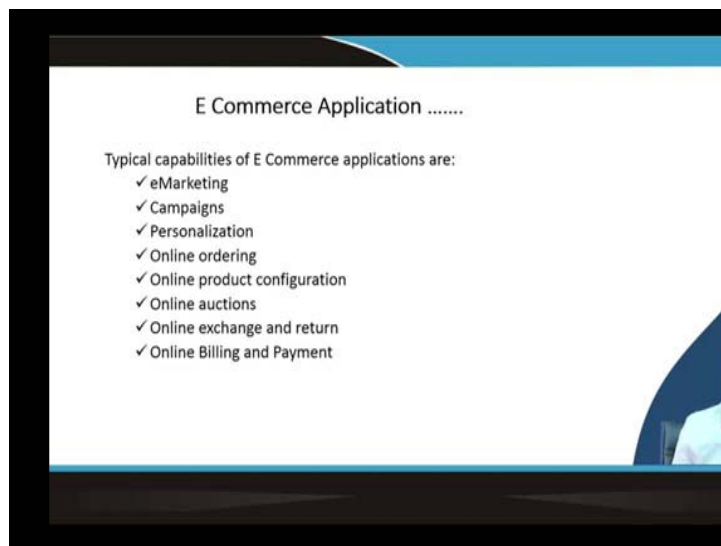 E Commerce Application .......
Typical capabilities of E Commerce applications are:
✓ eMarketing
✓ Campaigns
✓ Personalization
✓ Online ordering
✓ Online product configuration
✓ Online auctions
✓ Online exchange and return
✓ Online Billing and Payment